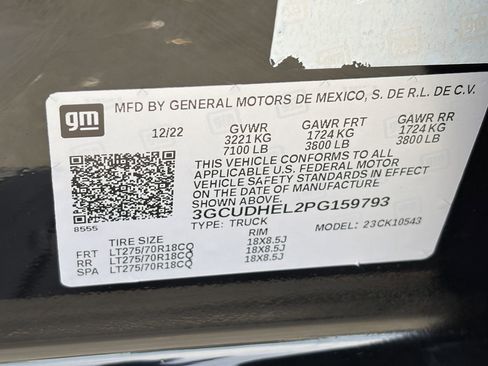 gm
MFD BY GENERAL MOTORS DE MEXICO, S. DE R.L. DE C.V.
12/22 GVWR GAWR FRT GAWR RR
3221 KG 1724 KG 1724 KG
7100 LB 3800 LB 3800 LB
THIS VEHICLE CONFORMS TO ALL
APPLICABLE U.S. FEDERAL MOTOR
VEHICLE SAFETY STANDARDS IN EFFECT
ON THE DATE OF MANUFACTURE
3GCUDHEL2PG159793
8555 TYPE: TRUCK MODEL: 23CK10543
TIRE SIZE RIM
FRT LT275/70R18CQ 18X8.5J
RR LT275/70R18CQ 18X8.5J
SPA LT275/70R18CQ 18X8.5J